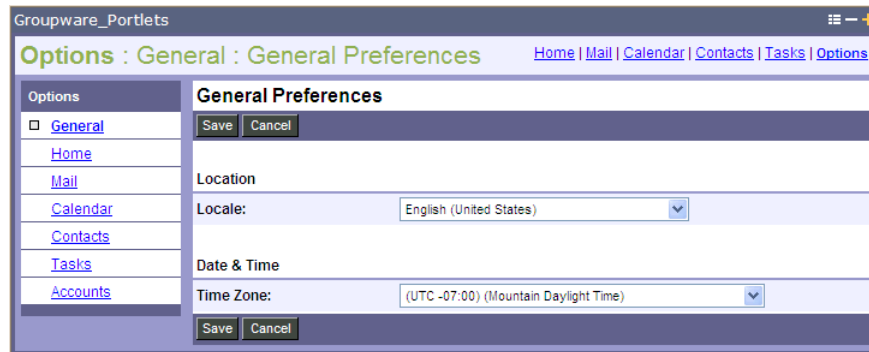 Groupware_Portlets
Options : General : General Preferences
Home | Mail | Calendar | Contacts | Tasks | Options
Options
General
Home
Mail
Calendar
Contacts
Tasks
Accounts
General Preferences
Save Cancel
Location
Locale: English (United States)
Date & Time
Time Zone: (UTC -07:00) (Mountain Daylight Time)
Save Cancel